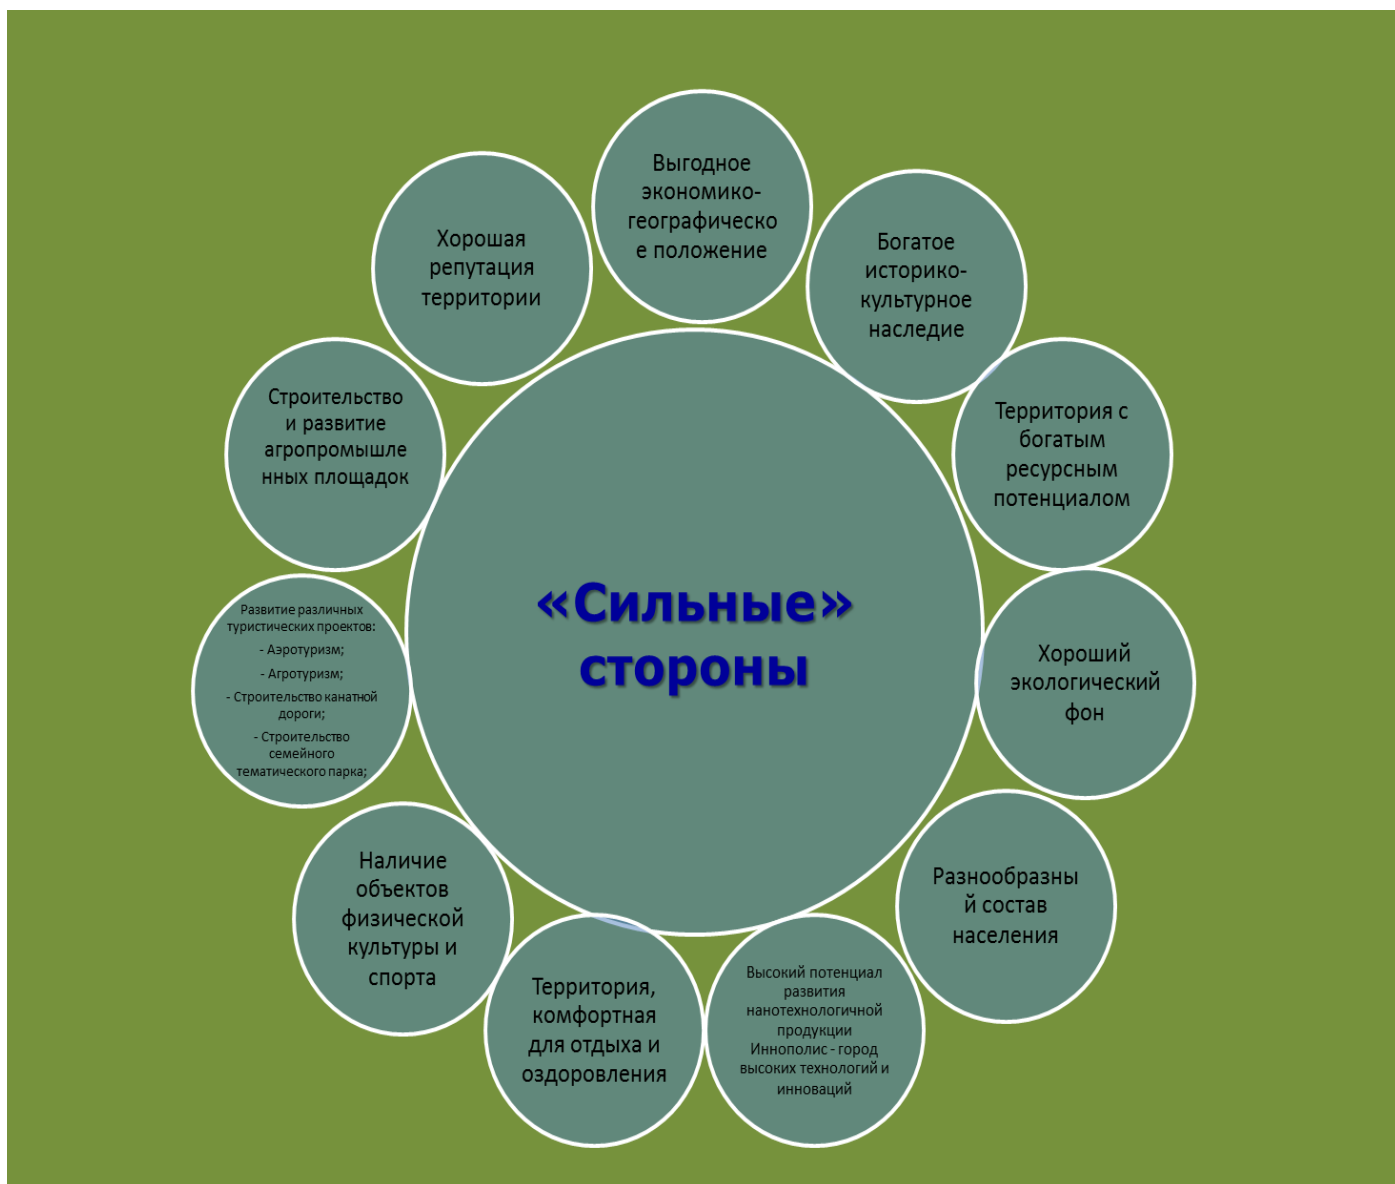 Выгодное
экономико-
географическо
е положение
Богатое
историко-
культурное
наследие
Территория с
богатым
ресурсным
потенциалом
Хороший
экологический
фон
Разнообразны
й состав
населения
Высокий потенциал
развития
нанотехнологичной
продукции
Иннополис - город
высоких технологий и
инноваций
Территория,
комфортная
для отдыха и
оздоровления
Наличие
объектов
физической
культуры и
спорта
Развитие различных
туристических проектов:
- Аэротуризм;
- Агротуризм;
- Строительство канатной
дороги;
- Строительство
семейного
тематического парка;
Строительство
и развитие
агропромышле
нных площадок
Хорошая
репутация
территории
«Сильные»
стороны